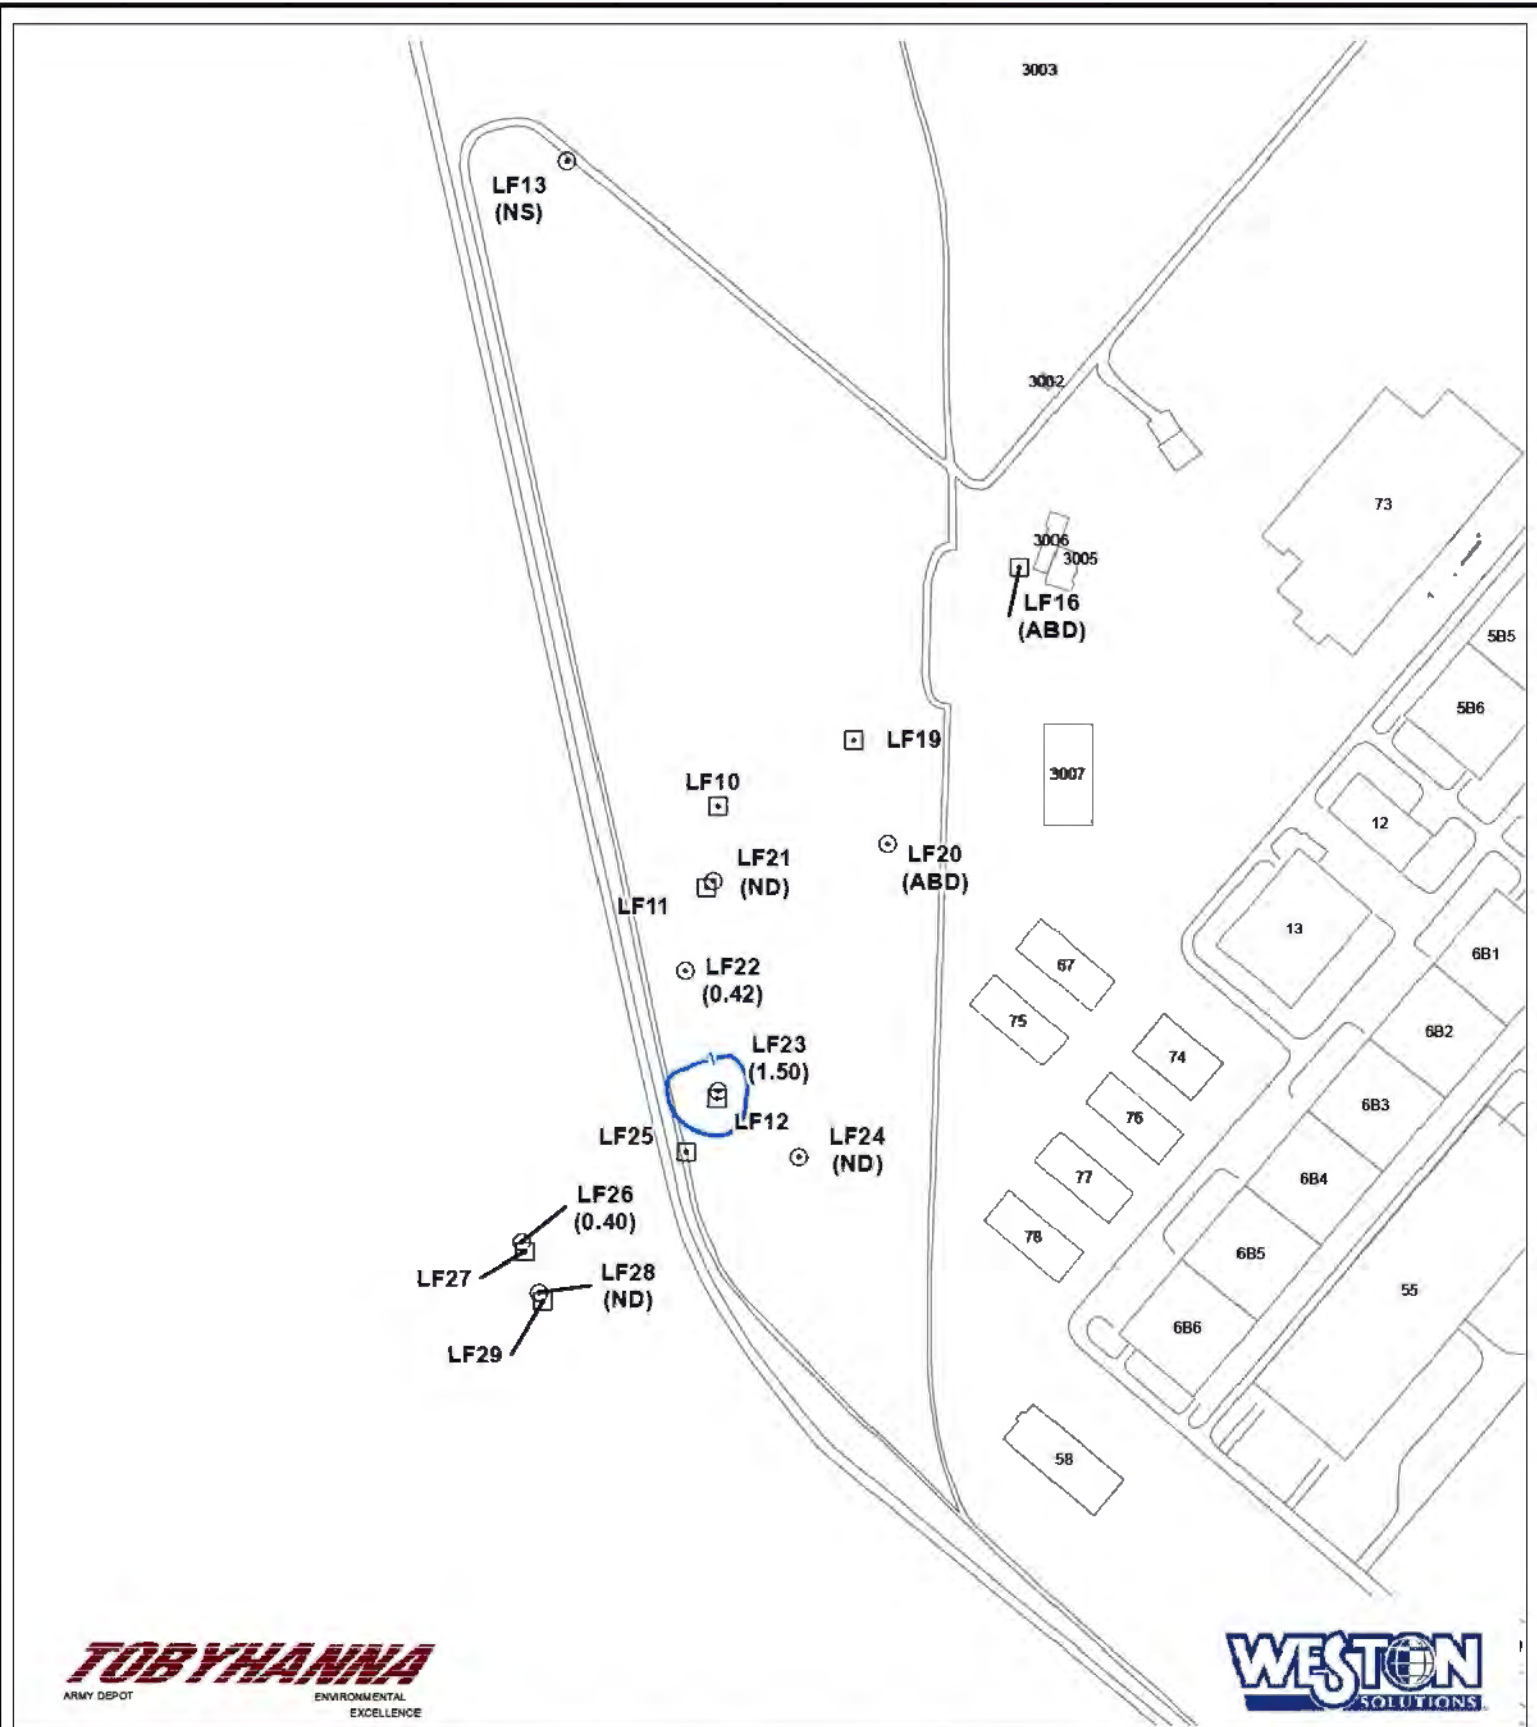 3003
LF13
(NS)
3002
73
3006
3005
LF16
(ABD)
5B5
5B6
LF19
3007
LF10
12
LF20
(ABD)
LF21
(ND)
LF11
13
6B1
67
LF22
(0.42)
75
6B2
74
LF23
(1.50)
1
6B3
76
LF12
LF25
LF24
(ND)
77
6B4
LF26
(0.40)
78
6B5
LF27
LF28
(ND)
55
6B6
LF29
58
TOBYHANNA
ARMY DEPOT
ENVIRONMENTAL
EXCELLENCE
WESTON
SOLUTIONS